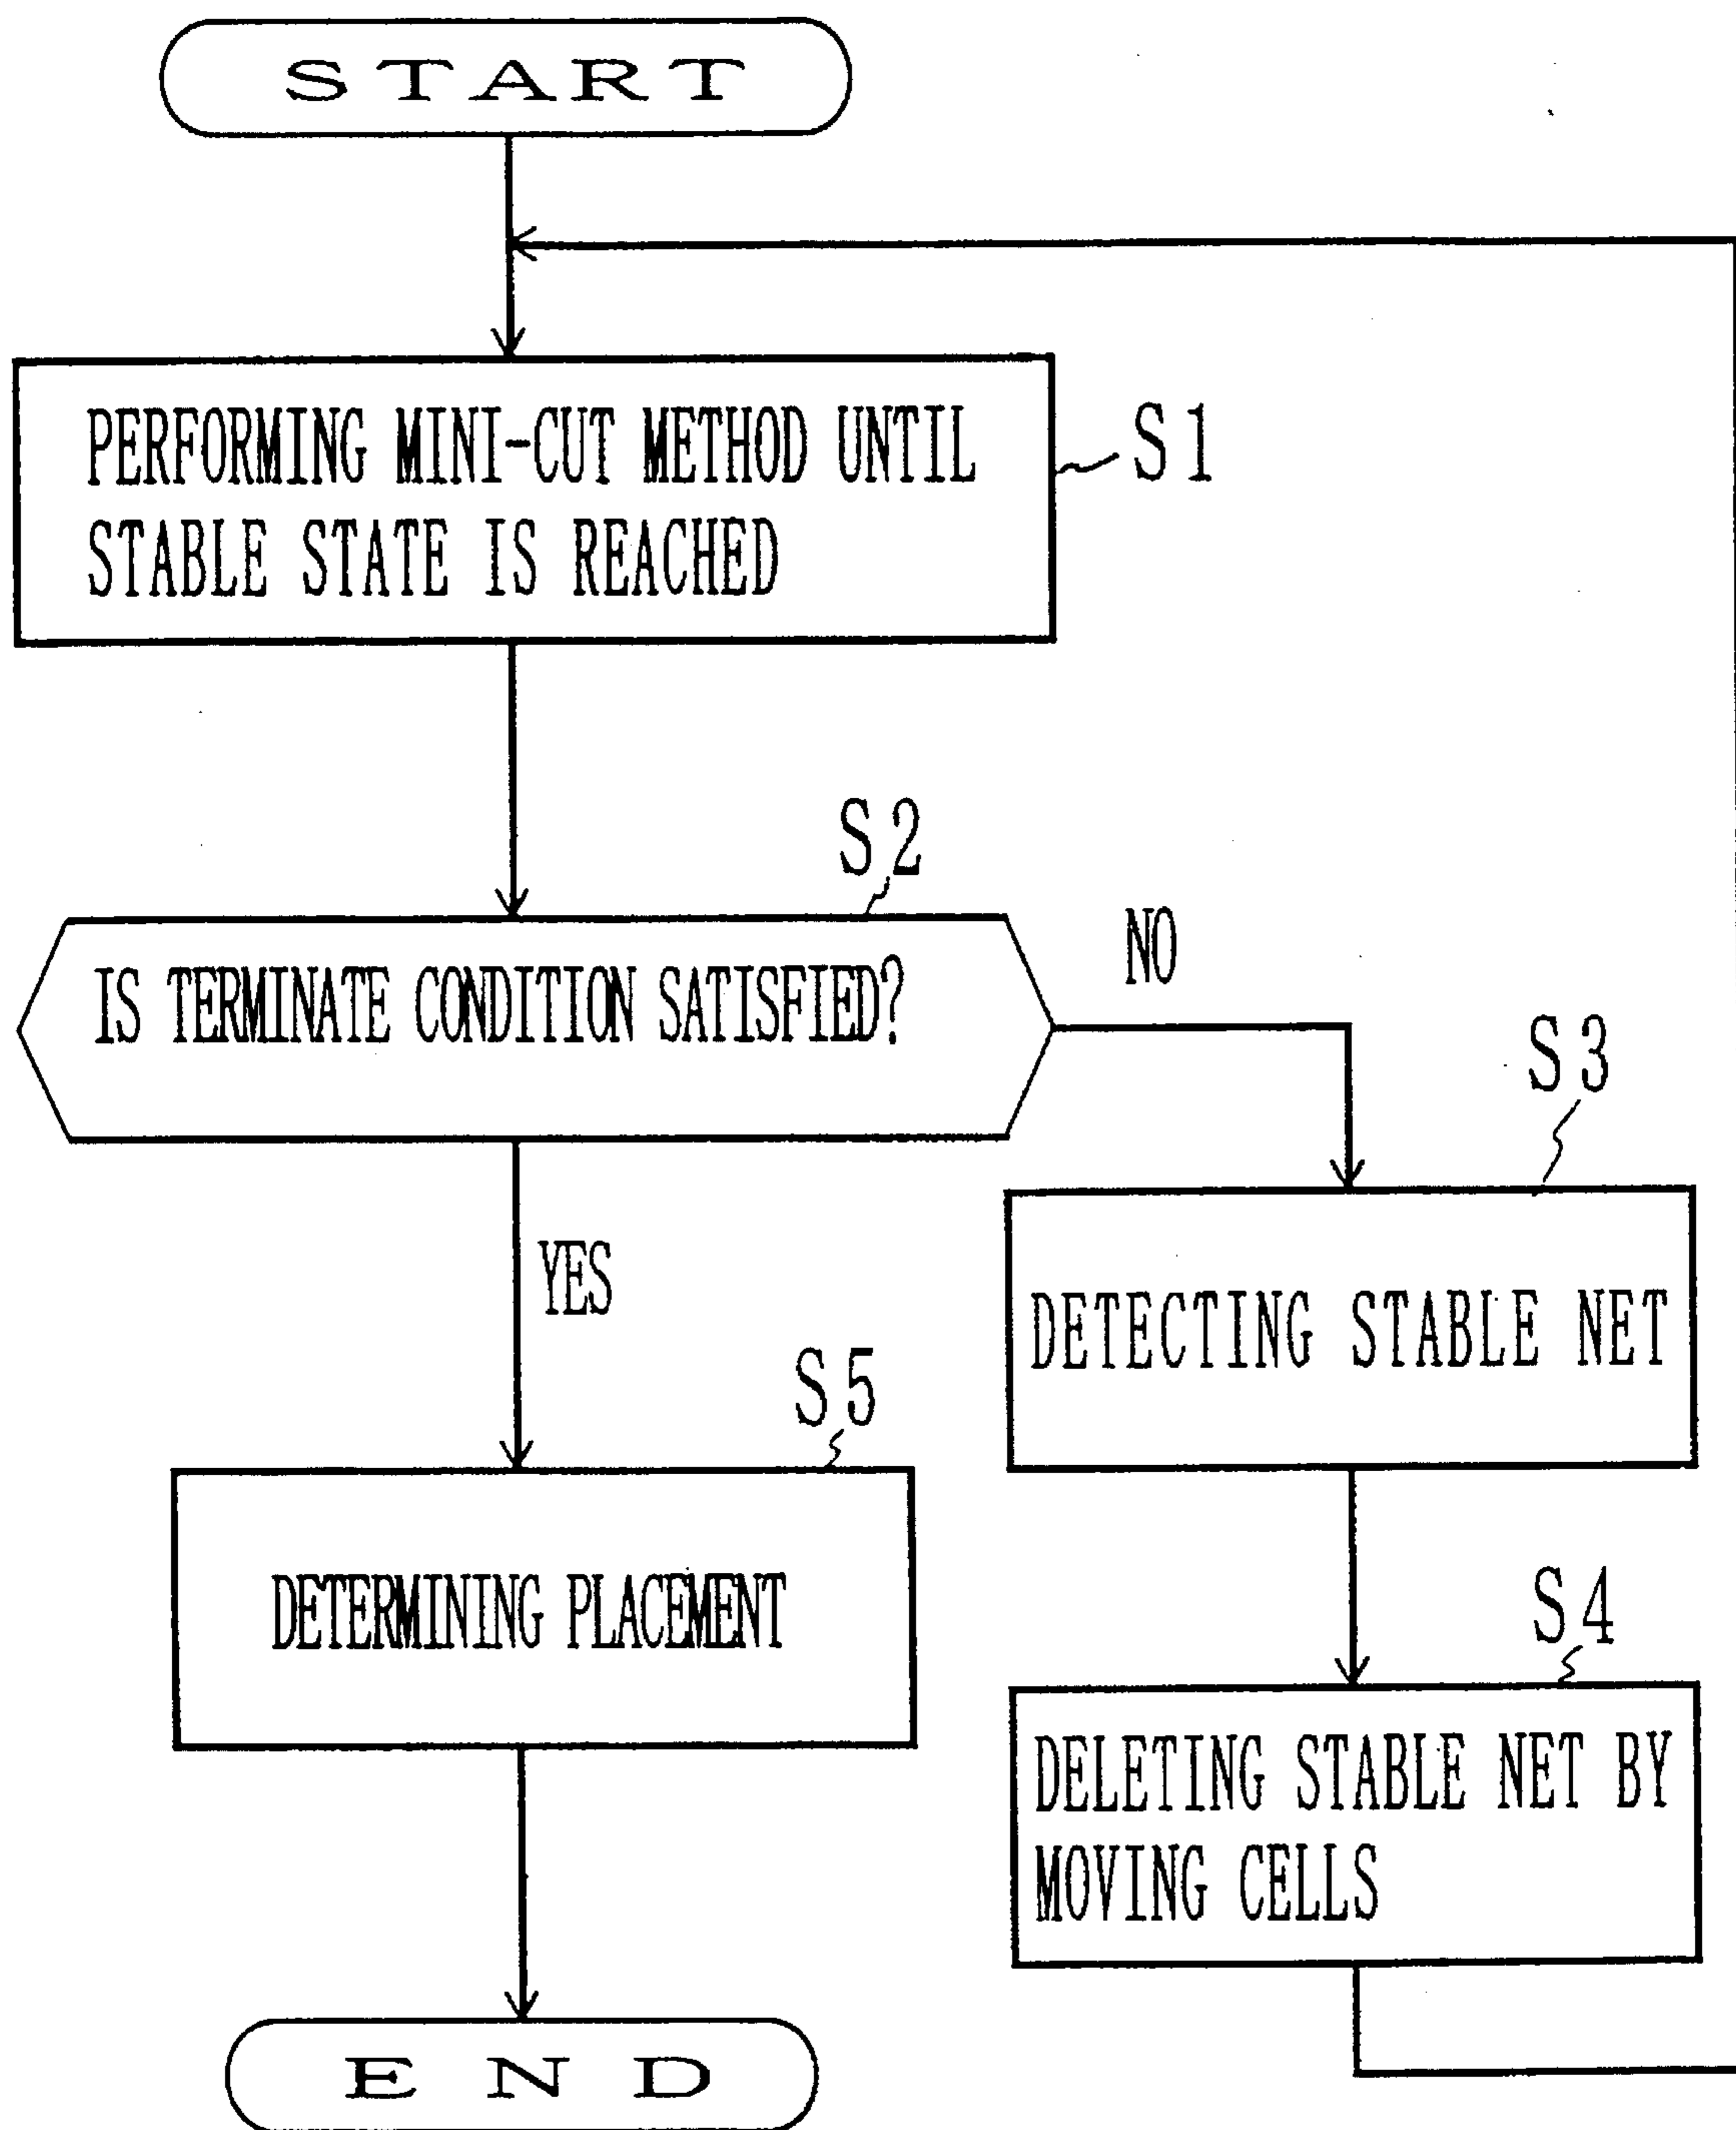 START
PERFORMING MINI-CUT METHOD UNTIL
STABLE STATE IS REACHED
S1
S2
IS TERMINATE CONDITION SATISFIED?
NO
YES
S3
DETECTING STABLE NET
S5
DETERMINING PLACEMENT
S4
DELETING STABLE NET BY
MOVING CELLS
END